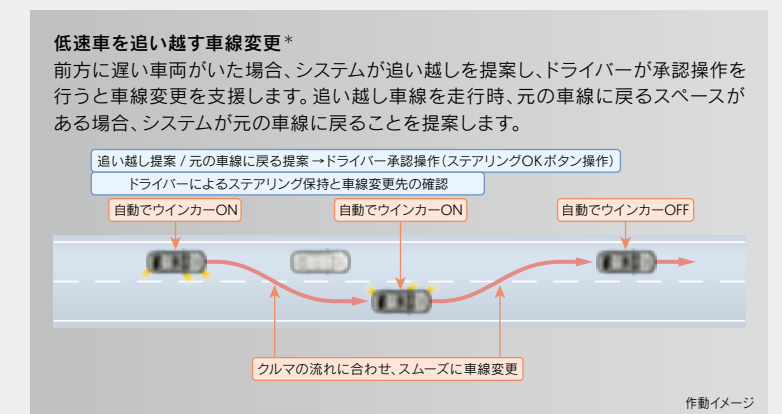 低速車を追い越す車線変更*
前方に遅い車両がいた場合、システムが追い越しを提案し、ドライバーが承認操作を
行うと車線変更を支援します。追い越し車線を走行時、元の車線に戻るスペースが
ある場合、システムが元の車線に戻ることを提案します。
追い越し提案 / 元の車線に戻る提案→ドライバー承認操作(ステアリングOKボタン操作)
ドライバーによるステアリング保持と車線変更先の確認
自動でウインカーON
自動でウインカーON
自動でウインカーOFF
クルマの流れに合わせ、スムーズに車線変更
作動イメージ